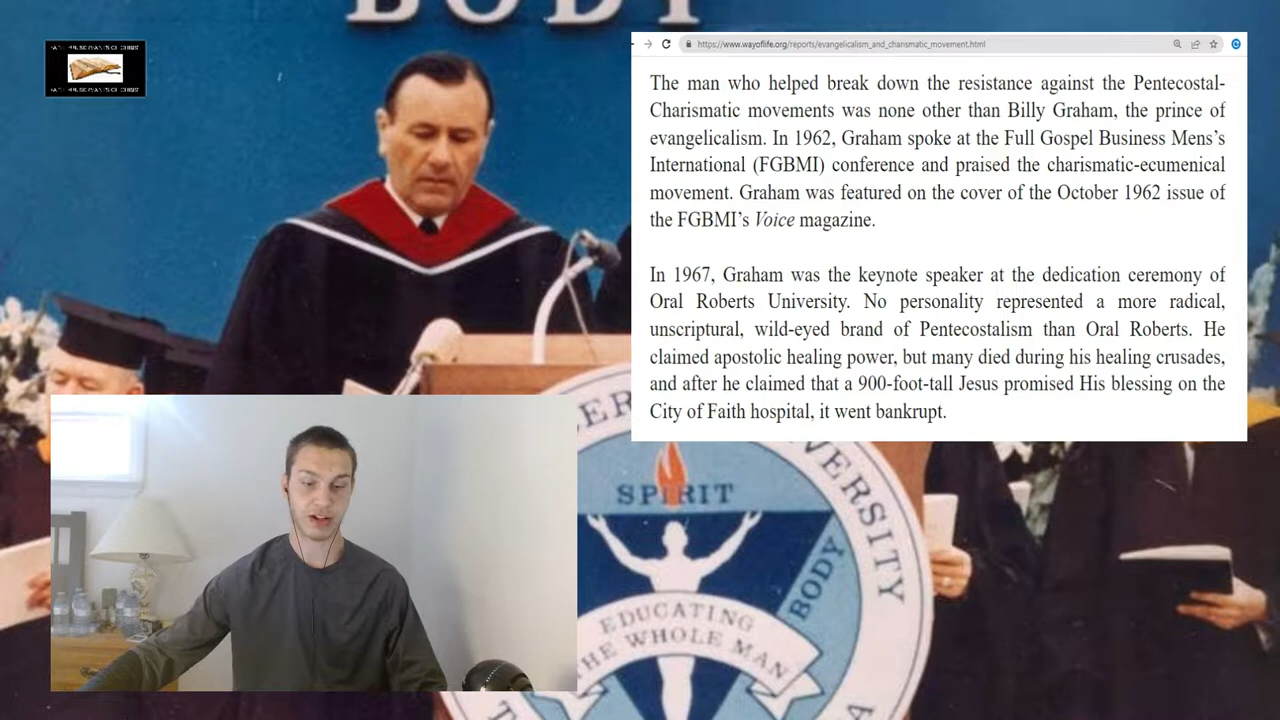 BODY
https://www.wayoflife.org/reports/evangelicalism_and_charismatic_movement.html
The man who helped break down the resistance against the Pentecostal-
Charismatic movements was none other than Billy Graham, the prince of
evangelicalism. In 1962, Graham spoke at the Full Gospel Business Mens's
International (FGBMI) conference and praised the charismatic-ecumenical
movement. Graham was featured on the cover of the October 1962 issue of
the FGBMI's Voice magazine.
In 1967, Graham was the keynote speaker at the dedication ceremony of
Oral Roberts University. No personality represented a more radical,
unscriptural, wild-eyed brand of Pentecostalism than Oral Roberts. He
claimed apostolic healing power, but many died during his healing crusades,
and after he claimed that a 900-foot-tall Jesus promised His blessing on the
City of Faith hospital, it went bankrupt.
SPIRIT
BODY
EDUCATING
WHOLE MAN